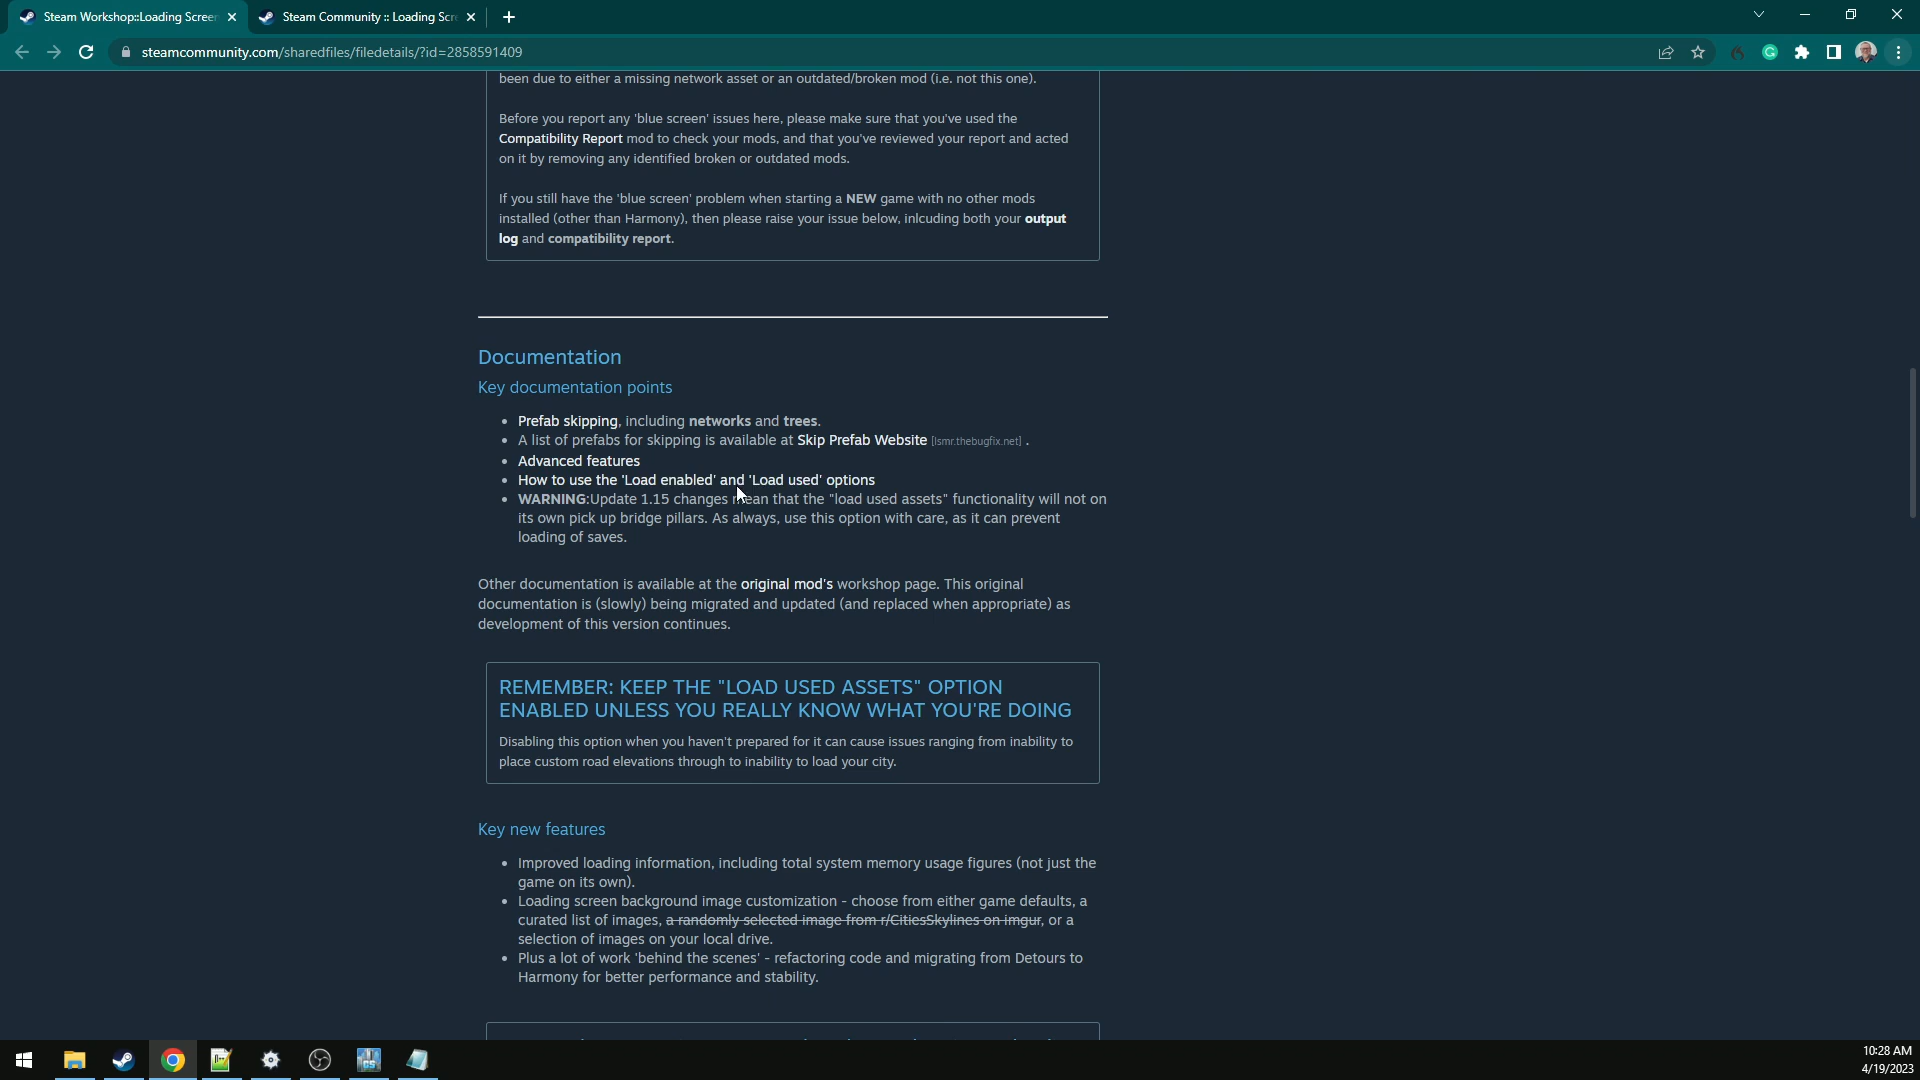 Steam Workshop::Loading Screen
Steam Community :: Loading Scre
steamcommunity.com/sharedfiles/filedetails/?id=2858591409
been due to either a missing network asset or an outdated/broken mod (i.e. not this one).
Before you report any 'blue screen' issues here, please make sure that you've used the
Compatibility Report mod to check your mods, and that you've reviewed your report and acted
on it by removing any identified broken or outdated mods.
If you still have the 'blue screen' problem when starting a NEW game with no other mods
installed (other than Harmony), then please raise your issue below, inlcuding both your output
log and compatibility report.
Documentation
Key documentation points
Prefab skipping, including networks and trees.
A list of prefabs for skipping is available at Skip Prefab Website [lsmr.thebugfix.net] .
Advanced features
How to use the 'Load enabled' and 'Load used' options
WARNING:Update 1.15 changes mean that the "load used assets" functionality will not on
its own pick up bridge pillars. As always, use this option with care, as it can prevent
loading of saves.
Other documentation is available at the original mod's workshop page. This original
documentation is (slowly) being migrated and updated (and replaced when appropriate) as
development of this version continues.
REMEMBER: KEEP THE "LOAD USED ASSETS" OPTION
ENABLED UNLESS YOU REALLY KNOW WHAT YOU'RE DOING
Disabling this option when you haven't prepared for it can cause issues ranging from inability to
place custom road elevations through to inability to load your city.
Key new features
Improved loading information, including total system memory usage figures (not just the
game on its own).
Loading screen background image customization - choose from either game defaults, a
curated list of images, a randomly selected image from r/CitiesSkylines on imgur, or a
selection of images on your local drive.
Plus a lot of work 'behind the scenes' - refactoring code and migrating from Detours to
Harmony for better performance and stability.
10:28 AM
4/19/2023